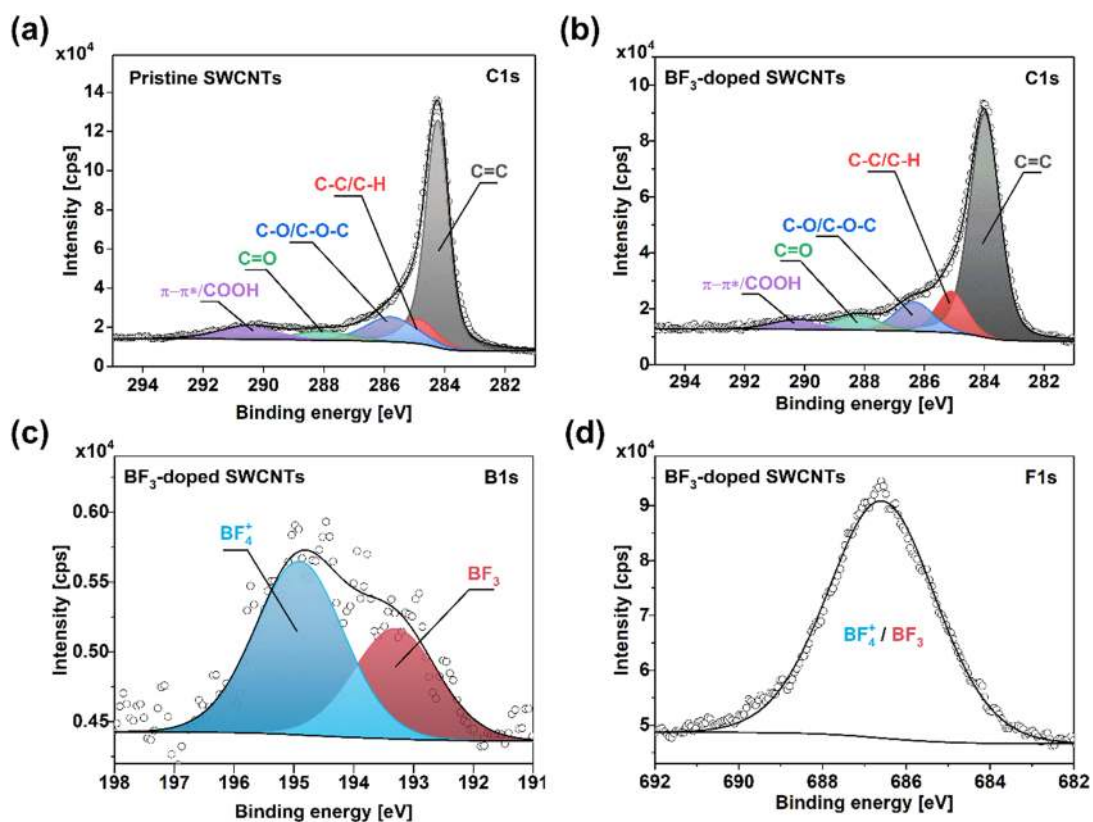 (a)
x10⁴
Pristine SWCNTs
C1s
14
12
10
8
6
4
2
0
Intensity [cps]
C=C
C-C/C-H
C-O/C-O-C
C=O
π–π*/COOH
294 292 290 288 286 284 282
Binding energy [eV]
(b)
x10⁴
BF₃-doped SWCNTs
C1s
10
8
6
4
2
0
Intensity [cps]
C-C/C-H
C=C
C-O/C-O-C
C=O
π–π*/COOH
294 292 290 288 286 284 282
Binding energy [eV]
(c)
x10⁴
BF₃-doped SWCNTs
B1s
0.60
0.55
0.50
0.45
Intensity [cps]
BF₄⁺
BF₃
198 197 196 195 194 193 192 191
Binding energy [eV]
(d)
x10⁴
BF₃-doped SWCNTs
F1s
9
8
7
6
5
Intensity [cps]
BF₄⁺ / BF₃
692 690 688 686 684 682
Binding energy [eV]